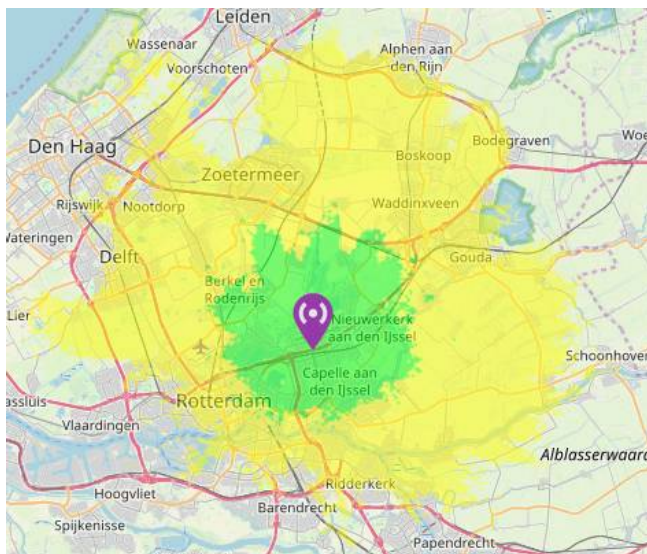 Leiden
Wassenaar
Voorschoten
Alphen aan
den Rijn
Den Haag
Zoetermeer
Boskoop
Bodegraven
Woe
Rijswijk
Nootdorp
Waddinxveen
Wateringen
Delft
Gouda
Berkel en
Rodenrijs
Lier
Nieuwerkerk
aan den IJssel
Schoonhoven
Capelle aan
den IJssel
Rotterdam
assluis
Vlaardingen
Alblasserwaard
Ridderkerk
Hoogvliet
Barendrecht
Spijkenisse
Papendrecht